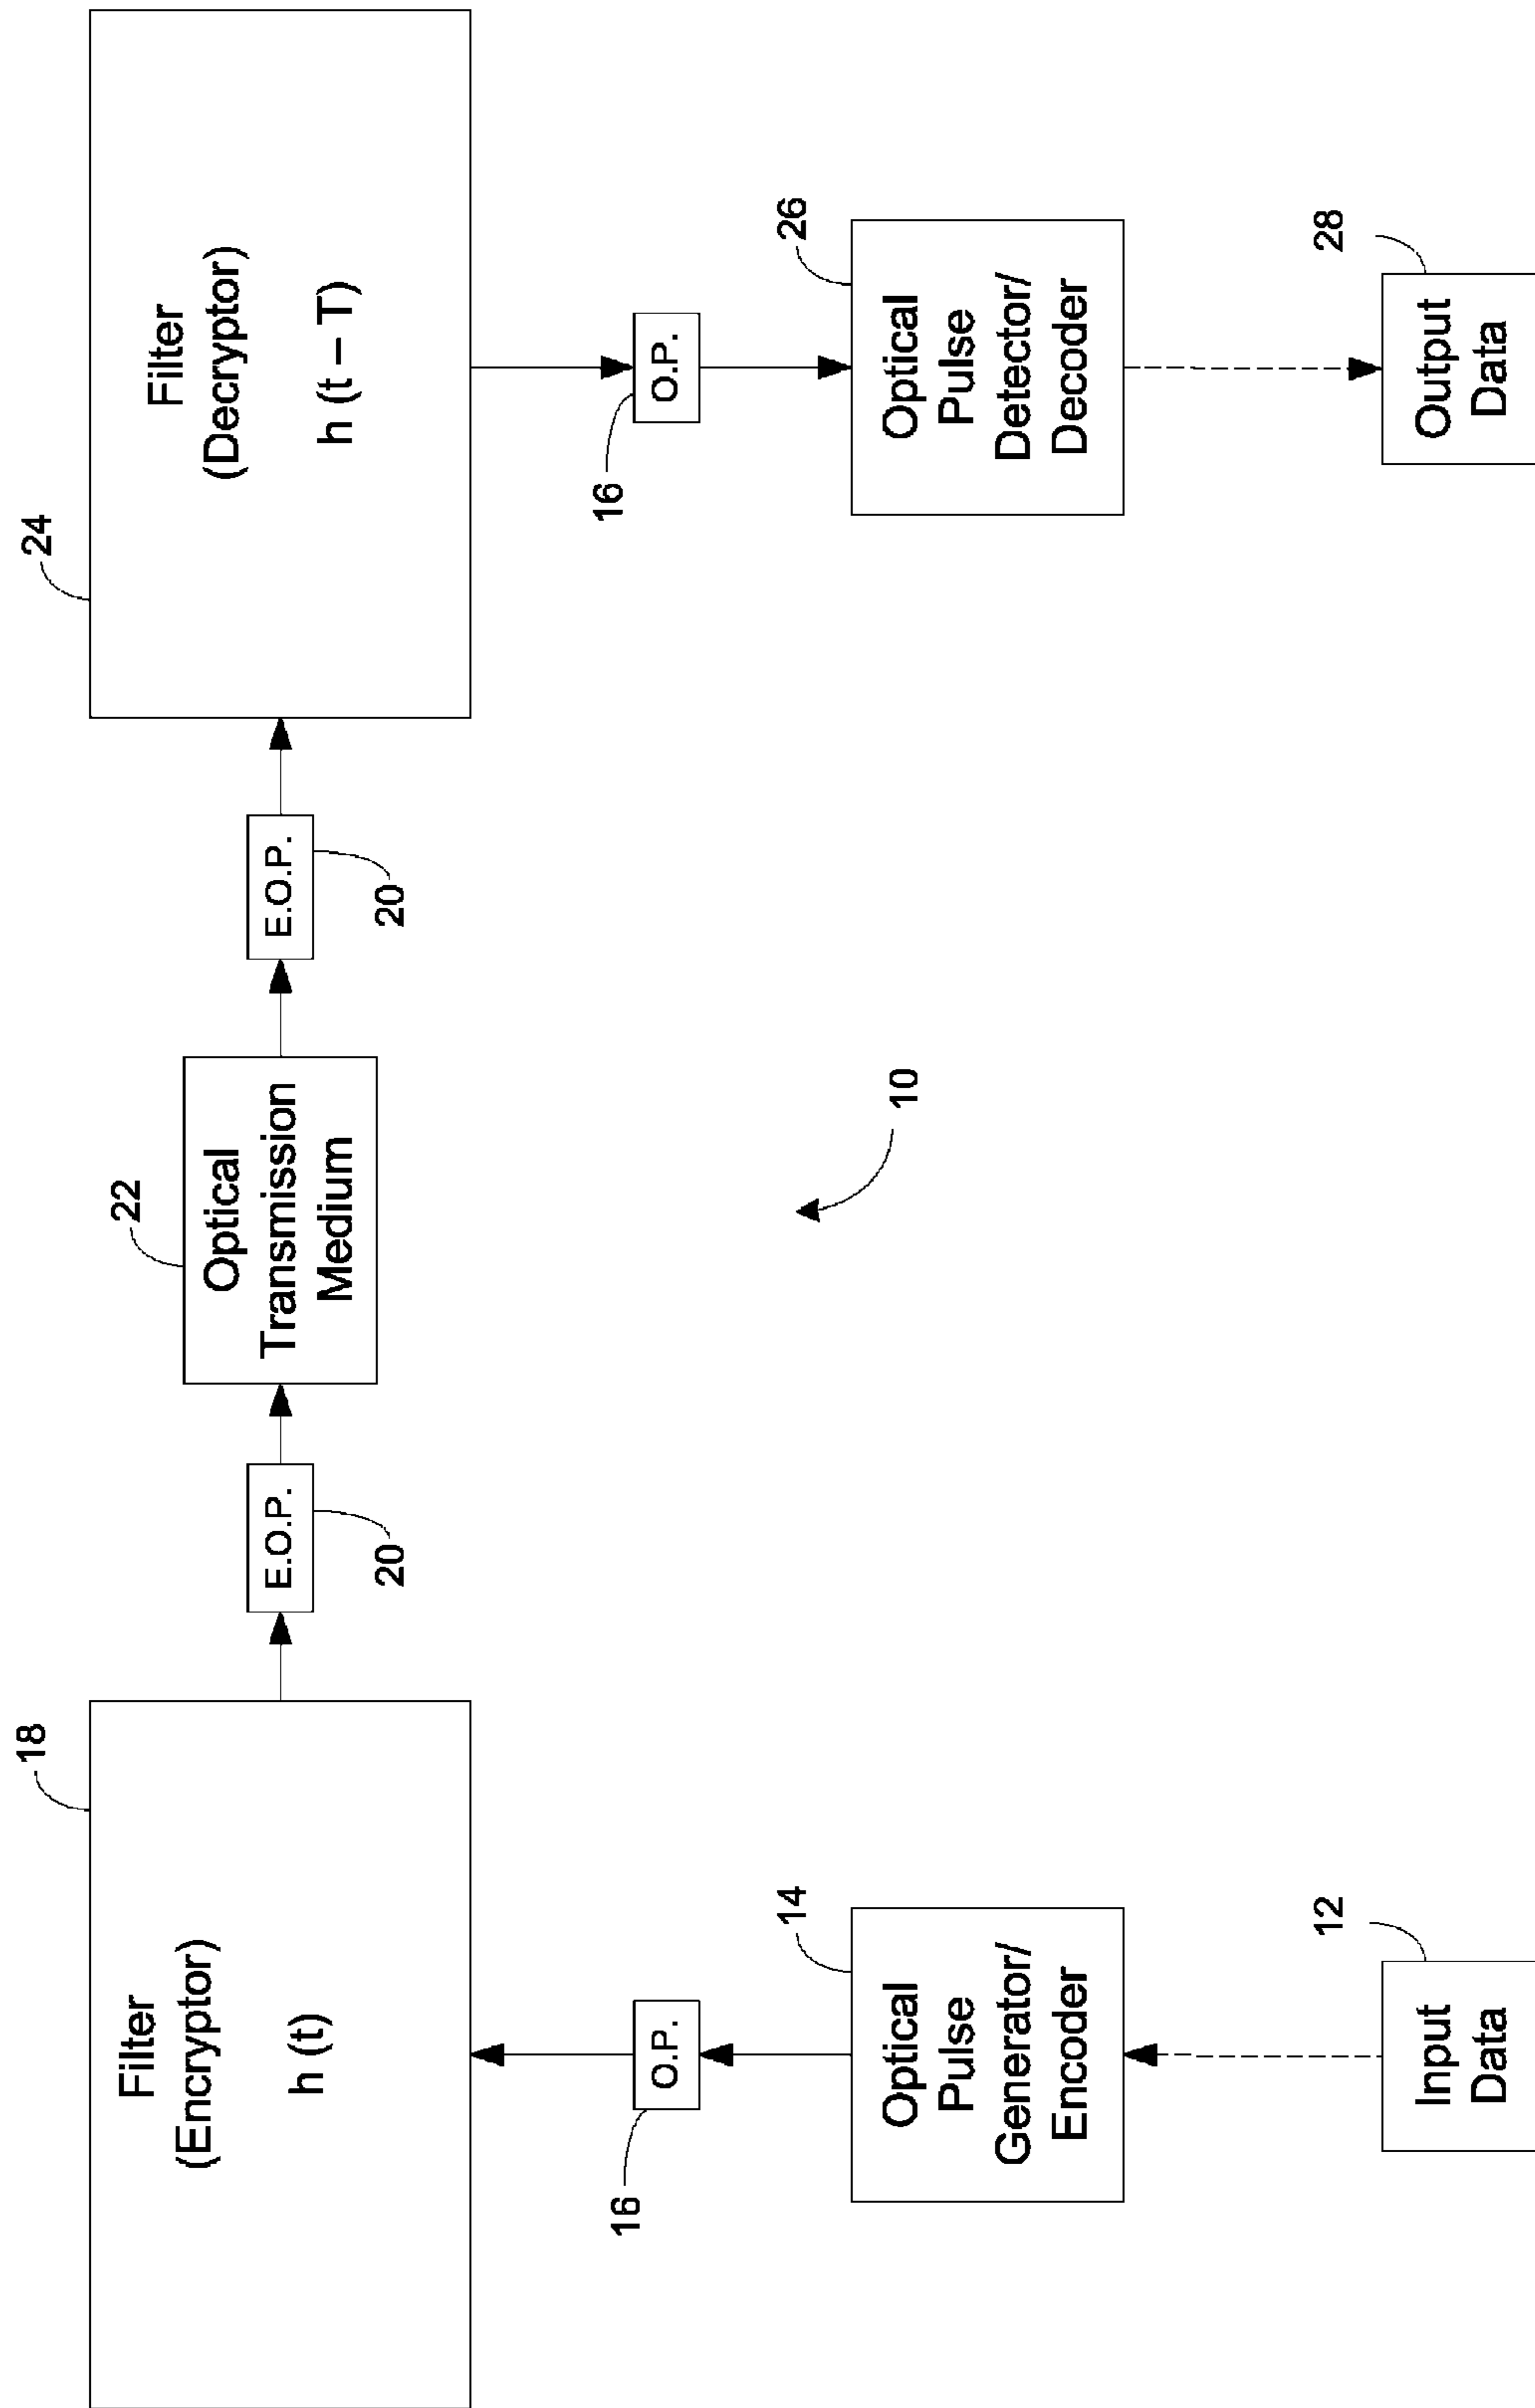 18
Filter
(Encryptor)
h (t)
E.O.P.
20
22
Optical
Transmission
Medium
E.O.P.
20
24
Filter
(Decryptor)
h (t – T)
16
O.P.
16
O.P.
14
Optical
Pulse
Generator/
Encoder
10
26
Optical
Pulse
Detector/
Decoder
12
Input
Data
28
Output
Data